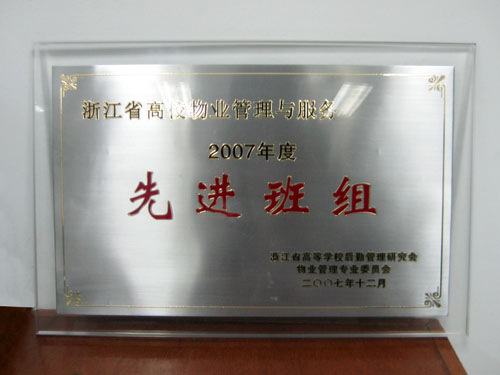 浙江省高校物业管理与服务
2007年度
先进班组
浙江省高等学校后勤管理研究会
物业管理专业委员会
二〇〇七年十二月